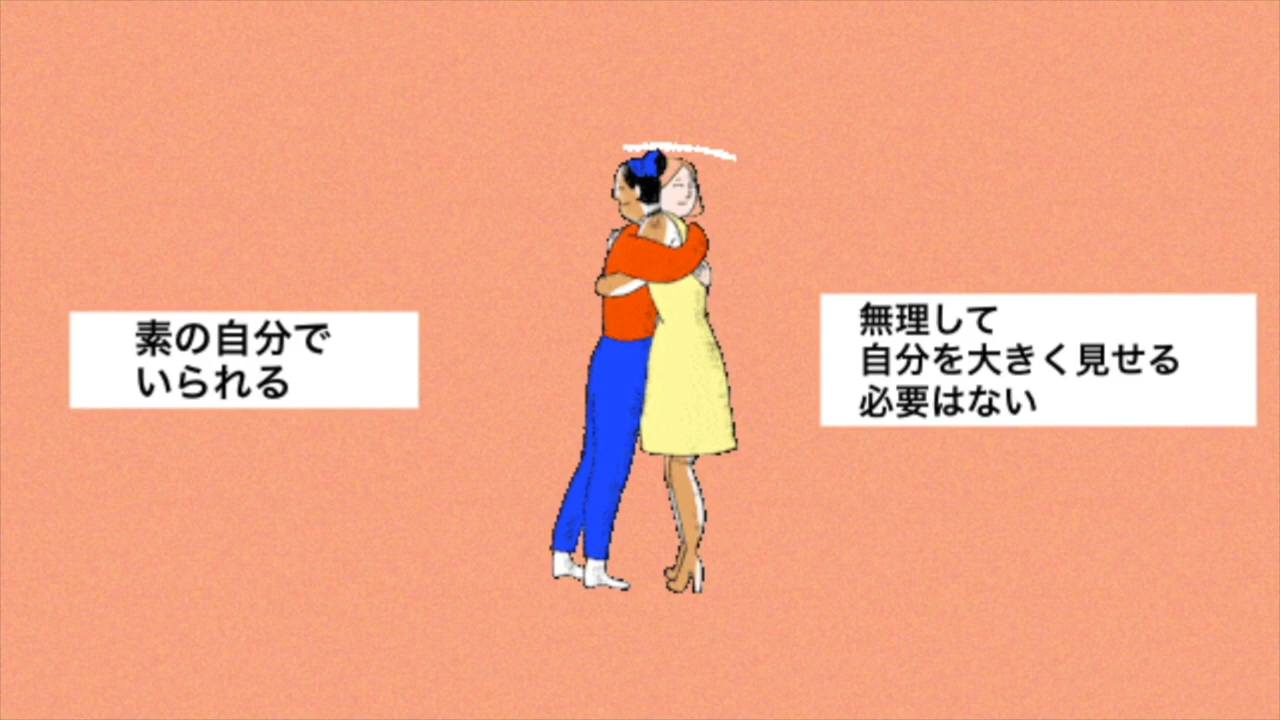 素の自分で
いられる
無理して
自分を大きく見せる
必要はない